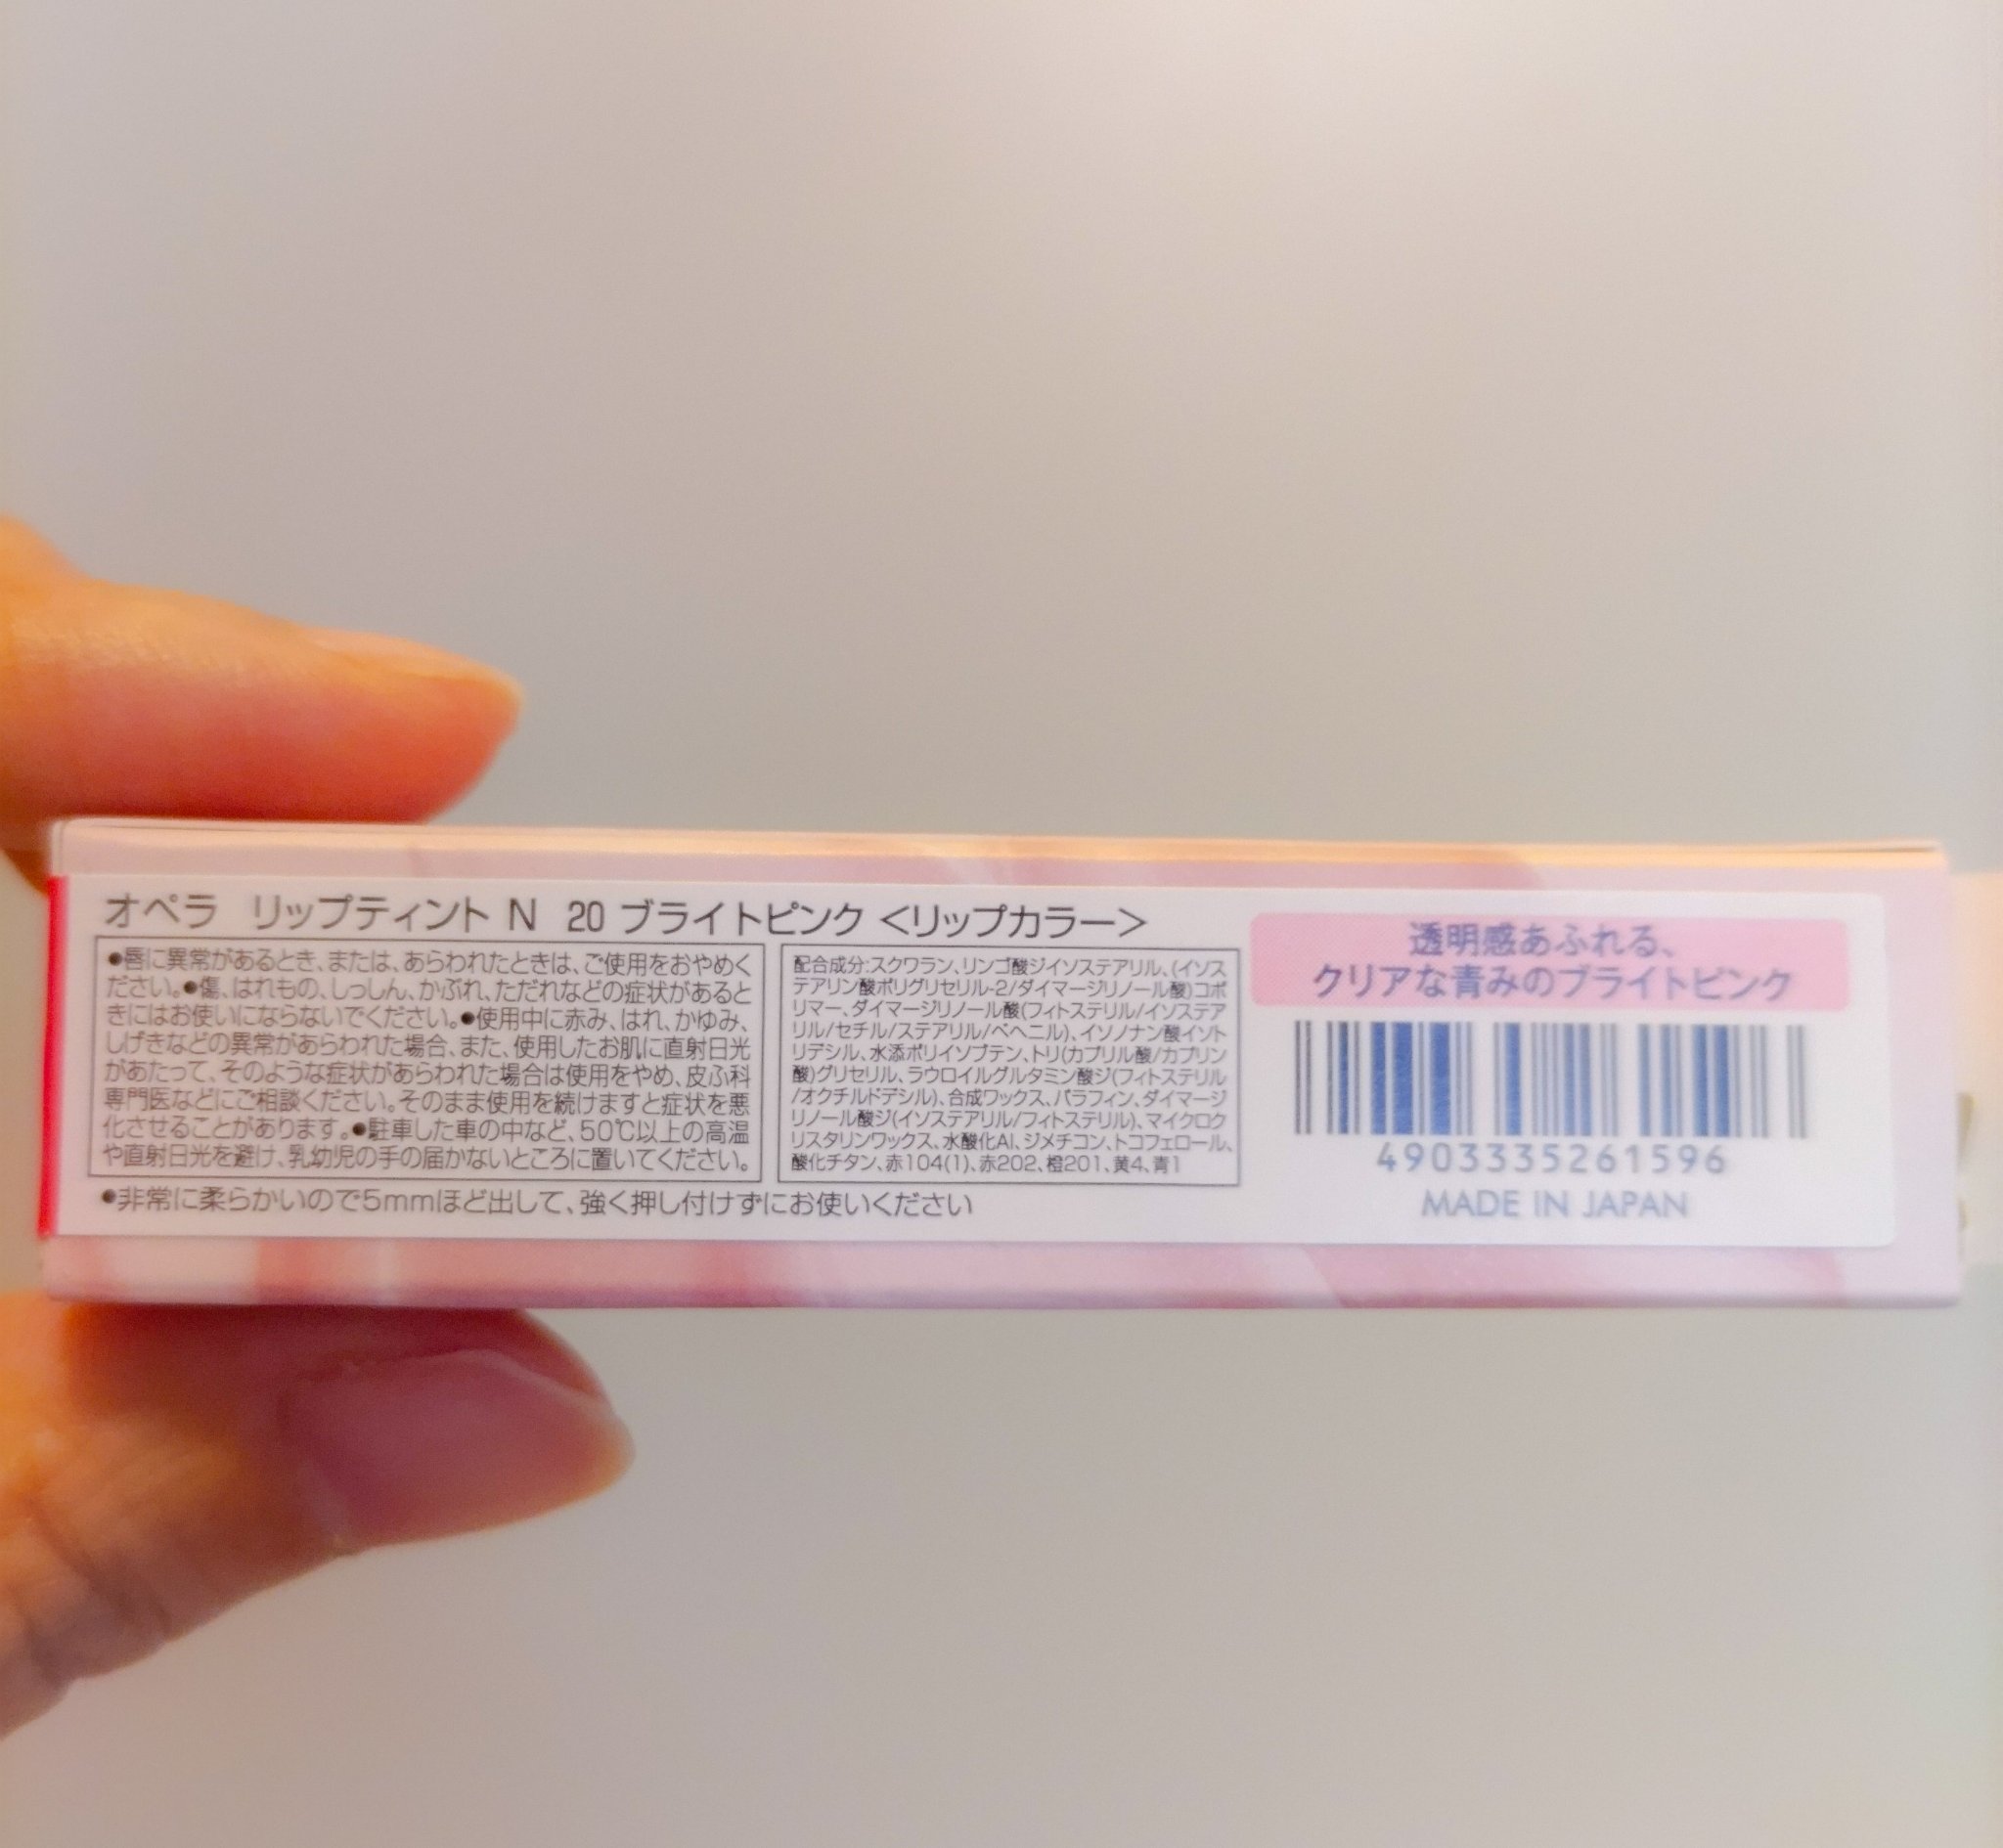 オペラ リップティント N 20 ブライトピンク <リップカラー>
●唇に異常があるとき、または、あらわれたときは、ご使用をおやめく
ださい。●傷、はれもの、しっしん、かぶれ、ただれなどの症状があると
きにはお使いにならないでください。●使用中に赤み、はれ、かゆみ、
しげきなどの異常があらわれた場合、また、使用したお肌に直射日光
があたって、そのような症状があらわれた場合は使用をやめ、皮ふ科
専門医などにご相談ください。そのまま使用を続けますと症状を悪
化させることがあります。●駐車した車の中など、50℃以上の高温
や直射日光を避け、乳幼児の手の届かないところに置いてください。
●非常に柔らかいので5mmほど出して、強く押し付けずにお使いください
配合成分:スクワラン、リンゴ酸ジイソステアリル、(イソス
テアリン酸ポリグリセリル-2/ダイマージリノール酸)コポ
リマー、ダイマージリノール酸(フィトステリル/イソステア
リル/セチル/ステアリル/ベヘニル)、イソノナン酸イソト
リデシル、水添ポリイソブテン、トリ(カプリル酸/カプリン
酸)グリセリル、ラウロイルグルタミン酸ジ(フィトステリル
/オクチルドデシル)、合成ワックス、パラフィン、ダイマージ
リノール酸ジ(イソステアリル/フィトステリル)、マイクロク
リスタリンワックス、水酸化Al、ジメチコン、トコフェロール、
酸化チタン、赤104(1)、赤202、橙201、黄4、青1
透明感あふれる、
クリアな青みのブライトピンク
4903335261596
MADE IN JAPAN